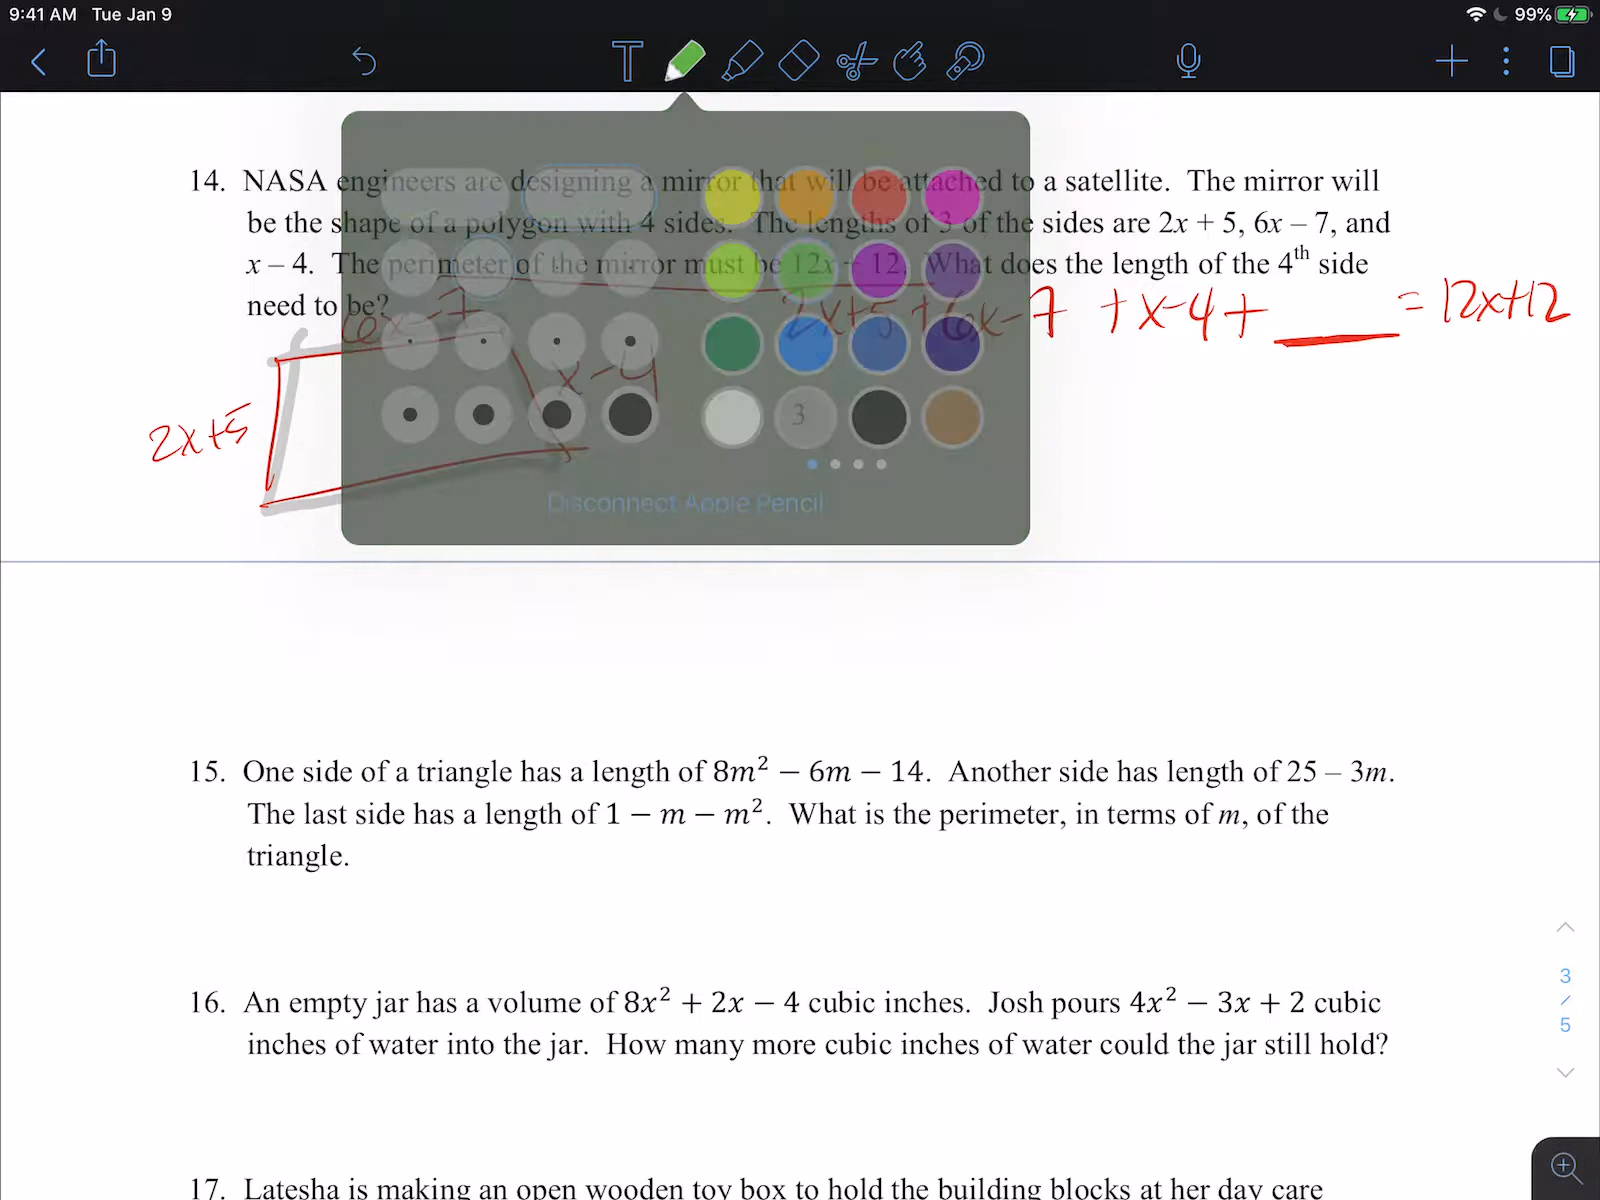 9:41 AM Tue Jan 9
99%
14. NASA engineers are designing a mirror that will be attached to a satellite. The mirror will
be the shape of a polygon with 4 sides. The lengths of 3 of the sides are 2x + 5, 6x – 7, and
x – 4. The perimeter of the mirror must be 12x + 12. What does the length of the 4th side
need to be?
6x-7
2x+5 + 6x-7 + x-4 + ___ = 12x+12
x-4
2x+5
3
Disconnect Apple Pencil
15. One side of a triangle has a length of 8m² − 6m − 14. Another side has length of 25 – 3m.
The last side has a length of 1 − m − m². What is the perimeter, in terms of m, of the
triangle.
3
/
5
16. An empty jar has a volume of 8x² + 2x − 4 cubic inches. Josh pours 4x² − 3x + 2 cubic
inches of water into the jar. How many more cubic inches of water could the jar still hold?
17. Latesha is making an open wooden toy box to hold the building blocks at her day care